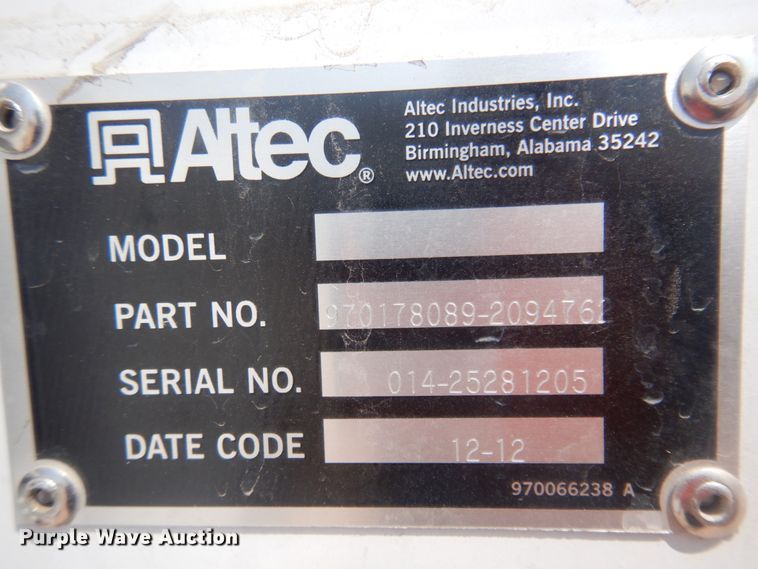 Altec®
Altec Industries, Inc.
210 Inverness Center Drive
Birmingham, Alabama 35242
www.Altec.com
MODEL
PART NO. 970178089-2094762
SERIAL NO. 014-25281205
DATE CODE 12-12
970066238 A
Purple Wave Auction